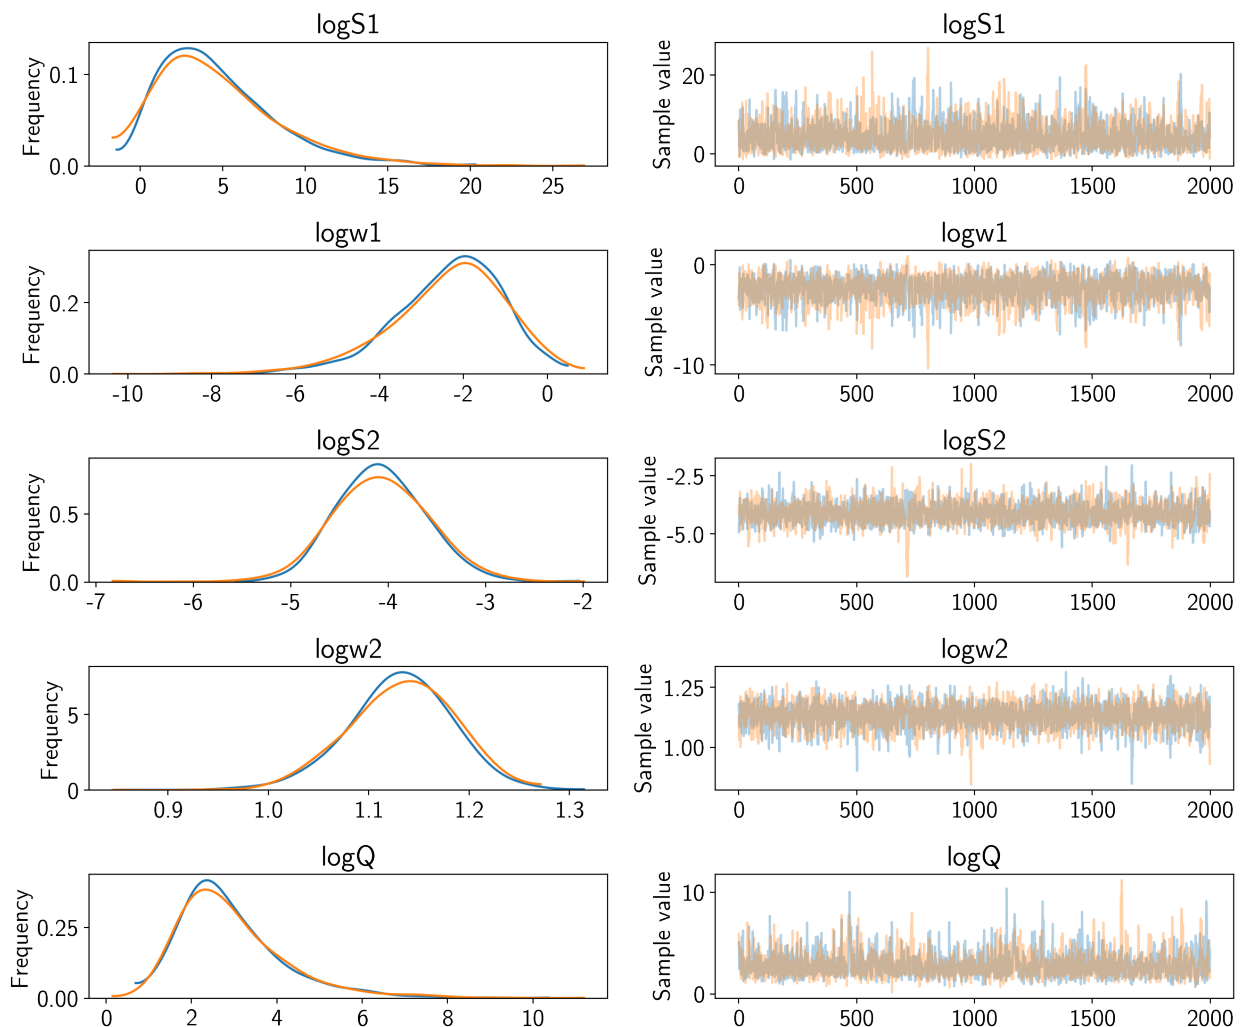 logS1 logS1
Frequency 0.1 0.0 Sample value 20 0
0 5 10 15 20 25 0 500 1000 1500 2000
logw1 logw1
Frequency 0.2 0.0 Sample value 0 -10
-10 -8 -6 -4 -2 0 0 500 1000 1500 2000
logS2 logS2
Frequency 0.5 0.0 Sample value -2.5 -5.0
-7 -6 -5 -4 -3 -2 0 500 1000 1500 2000
logw2 logw2
Frequency 5 0 Sample value 1.25 1.00
0.9 1.0 1.1 1.2 1.3 0 500 1000 1500 2000
logQ logQ
Frequency 0.25 0.00 Sample value 10 0
0 2 4 6 8 10 0 500 1000 1500 2000